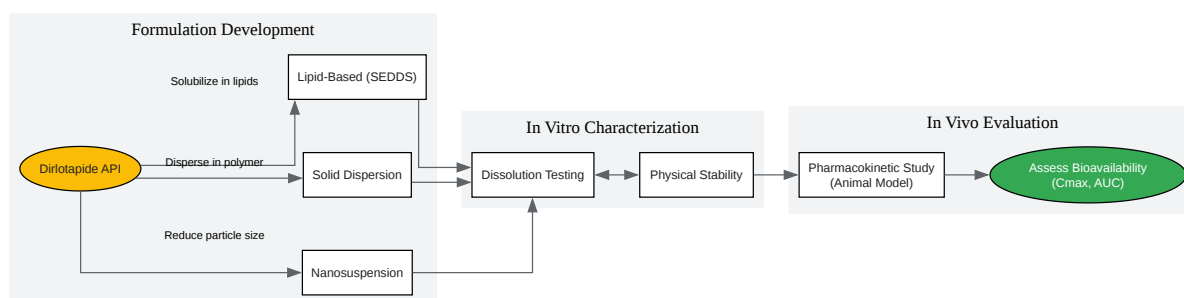 Formulation Development
Solubilize in lipids
Lipid-Based (SEDDS)
Dirlotapide API
Disperse in polymer
Solid Dispersion
Reduce particle size
Nanosuspension
In Vitro Characterization
Dissolution Testing
Physical Stability
In Vivo Evaluation
Pharmacokinetic Study
(Animal Model)
Assess Bioavailability
(Cmax, AUC)